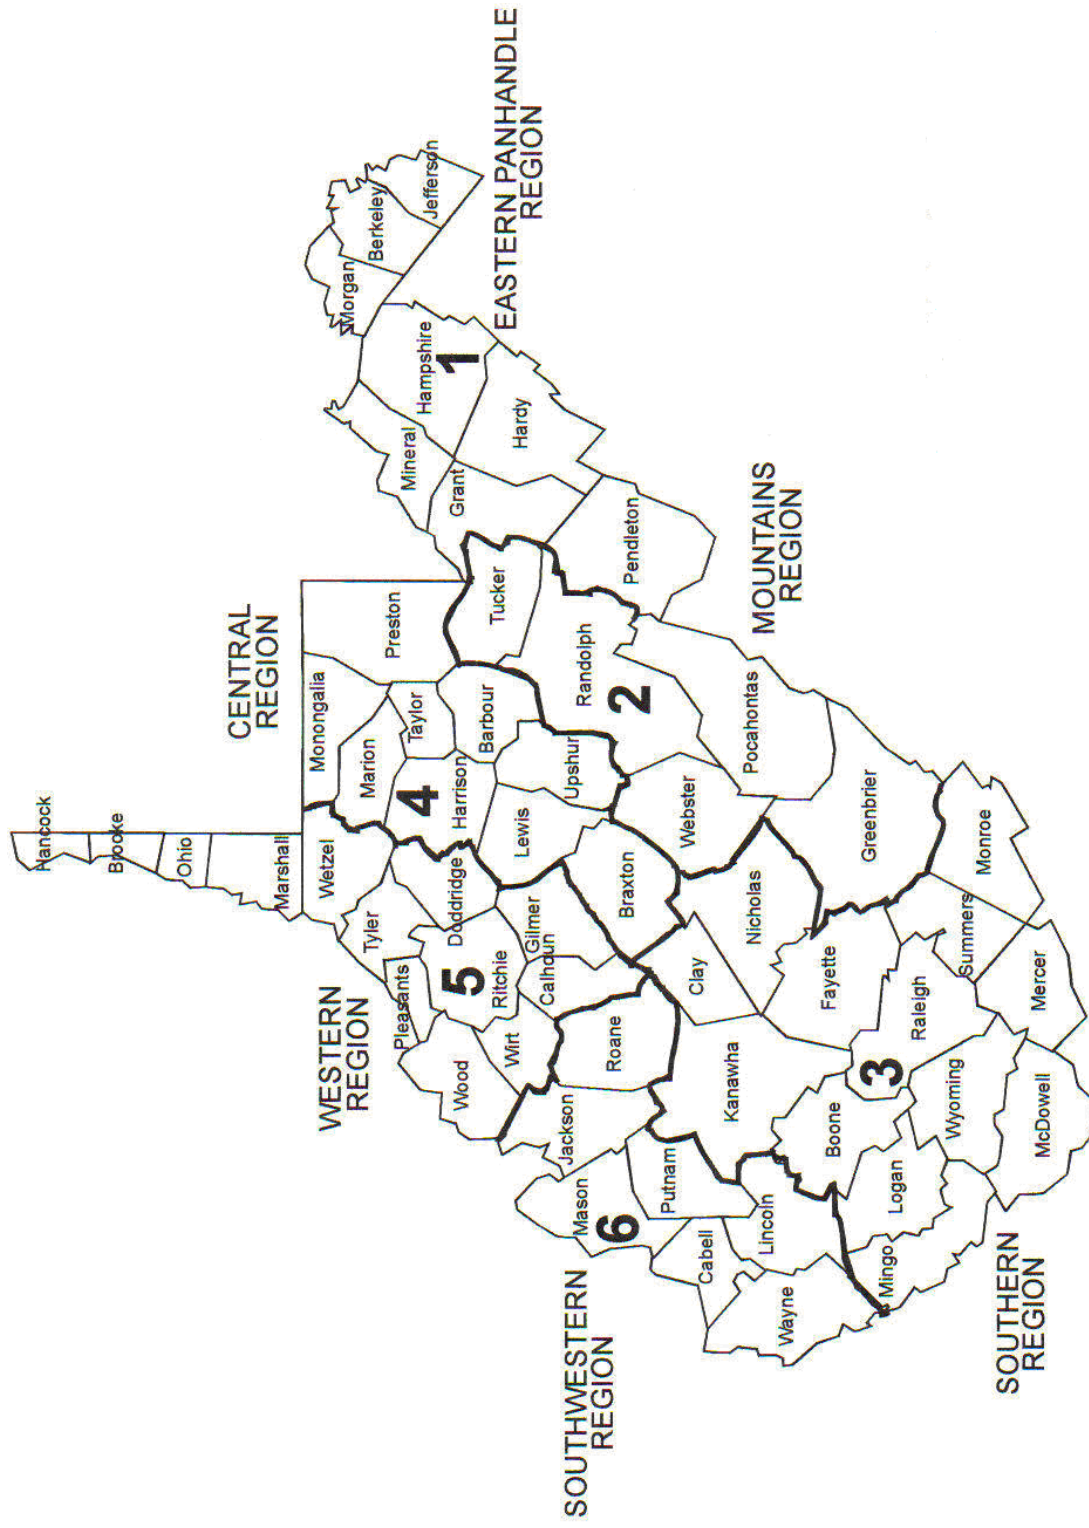 Hancock
Brooke
Ohio
Marshall
CENTRAL
REGION
WESTERN
REGION
Wetzel
Monongalia
Marion
Preston
Taylor
Tyler
Pleasants
Doddridge
Harrison
4
Barbour
Tucker
Wood
Ritchie
5
Wirt
Gilmer
Calhoun
Lewis
Upshur
Randolph
2
Morgan
Berkeley
Jefferson
EASTERN PANHANDLE
REGION
Mineral
Hampshire
1
Grant
Hardy
Pendleton
SOUTHWESTERN
REGION
Jackson
Roane
Mason
6
Putnam
Cabell
Lincoln
Wayne
Braxton
Webster
Clay
Nicholas
Kanawha
Pocahontas
MOUNTAINS
REGION
Boone
Fayette
Greenbrier
3
Raleigh
Logan
Mingo
Wyoming
Summers
Monroe
Mercer
McDowell
SOUTHERN
REGION